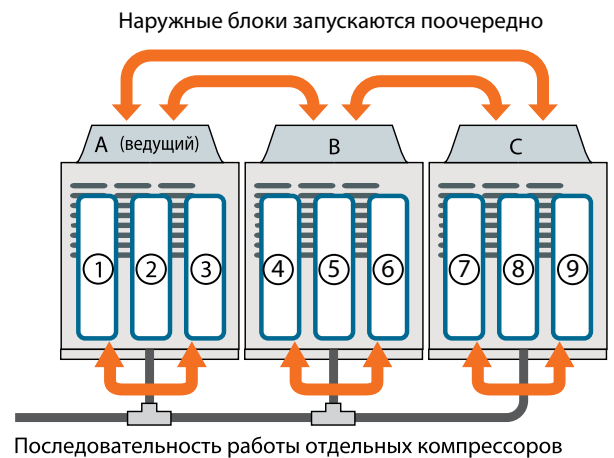 Наружные блоки запускаются поочередно
A (ведущий) B C
1 2 3 4 5 6 7 8 9
Последовательность работы отдельных компрессоров